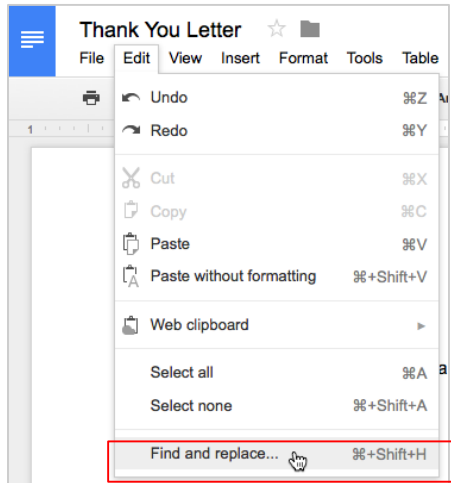 Thank You Letter
File Edit View Insert Format Tools Table
Undo ⌘Z
Redo ⌘Y
1
Cut ⌘X
Copy ⌘C
Paste ⌘V
Paste without formatting ⌘+Shift+V
Web clipboard ►
Select all ⌘A
Select none ⌘+Shift+A
Find and replace... ⌘+Shift+H